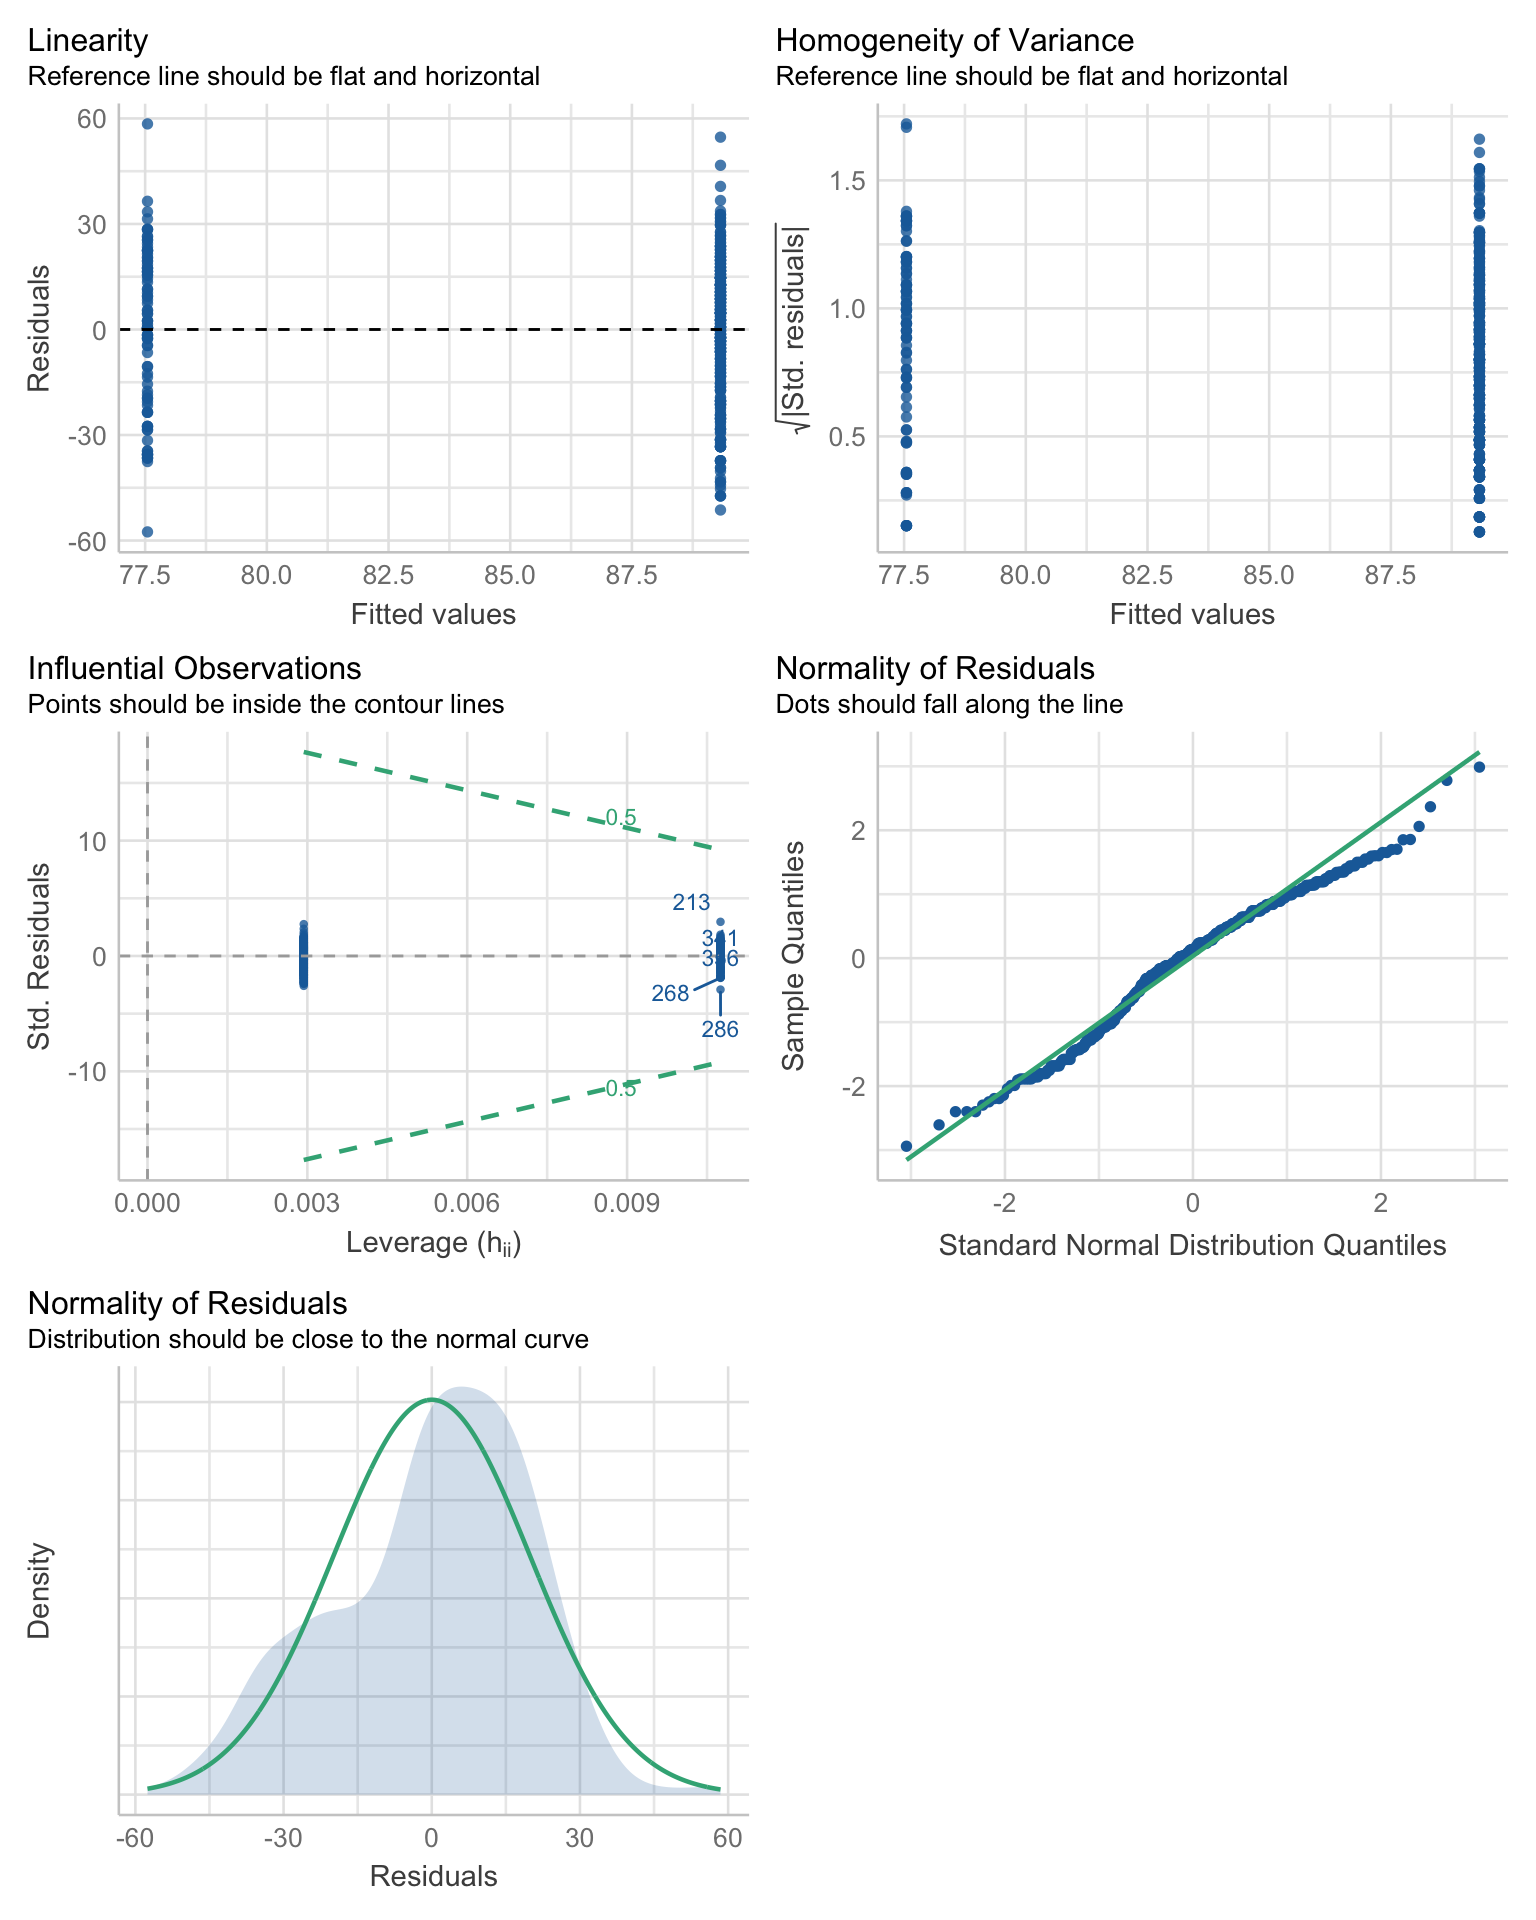 Linearity
Reference line should be flat and horizontal
60
30
0
-30
-60
Residuals
77.5 80.0 82.5 85.0 87.5
Fitted values
Homogeneity of Variance
Reference line should be flat and horizontal
1.5
1.0
0.5
√|Std. residuals|
77.5 80.0 82.5 85.0 87.5
Fitted values
Influential Observations
Points should be inside the contour lines
10
0
-10
Std. Residuals
0.5
213
341
268
286
0.5
0.000 0.003 0.006 0.009
Leverage (hᵢᵢ)
Normality of Residuals
Dots should fall along the line
2
0
-2
Sample Quantiles
-2 0 2
Standard Normal Distribution Quantiles
Normality of Residuals
Distribution should be close to the normal curve
Density
-60 -30 0 30 60
Residuals